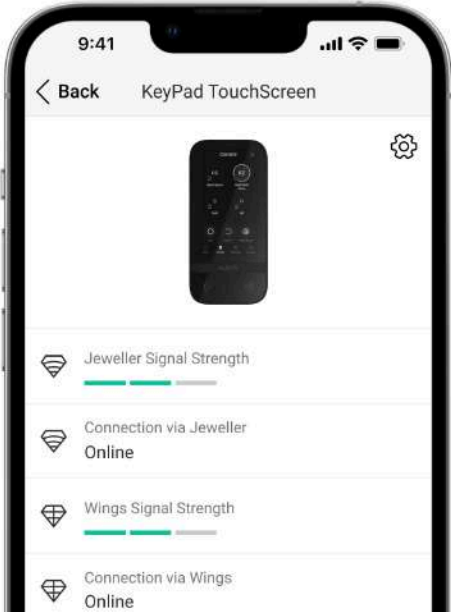 9:41
Back KeyPad TouchScreen
Jeweller Signal Strength
Connection via Jeweller
Online
Wings Signal Strength
Connection via Wings
Online